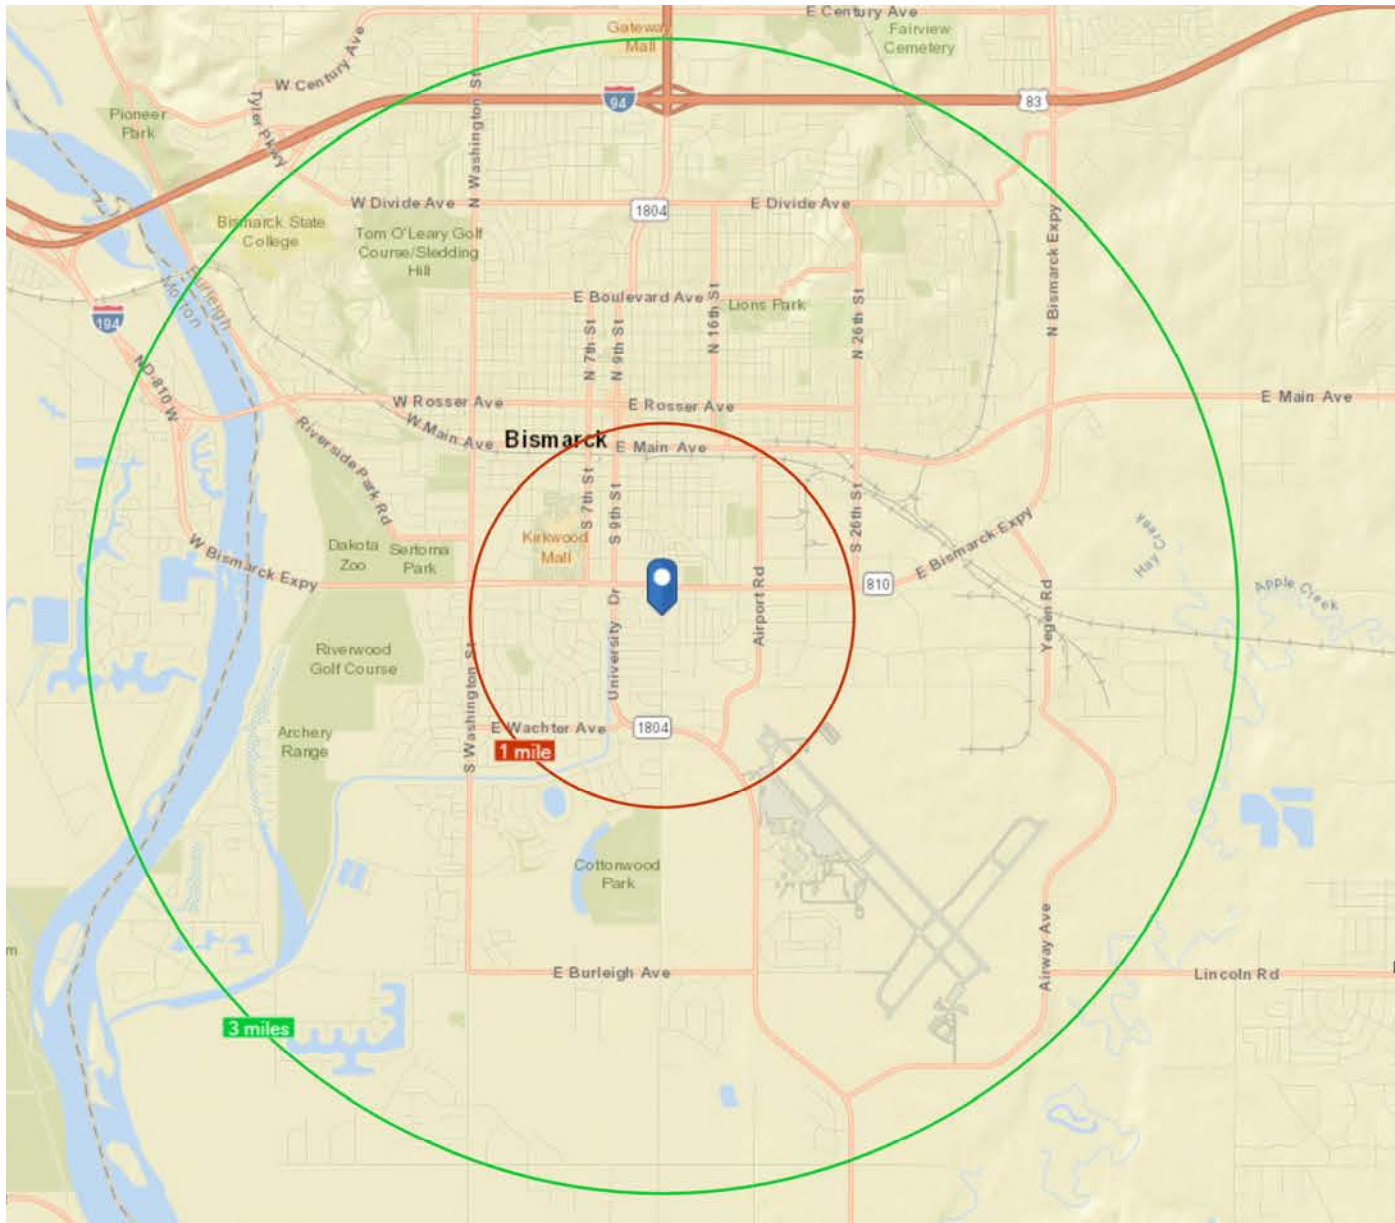 E Century Ave
Gateway
Mall
Fairview
Cemetery
W Century Ave
Tyler Pkwy
N Washington St
94
83
Pioneer
Park
W Divide Ave
1804
E Divide Ave
Bismarck State
College
Tom O'Leary Golf
Course/Sledding
Hill
Burleigh
Morton
194
E Boulevard Ave
Lions Park
N 7th St
N 9th St
N 16th St
N 26th St
N Bismarck Expy
ND-810 W
W Rosser Ave
E Rosser Ave
E Main Ave
W Main Ave
Bismarck
E Main Ave
Riverside Park Rd
S 7th St
S 9th St
S 26th St
Kirkwood
Mall
Dakota
Zoo
Sertoma
Park
W Bismarck Expy
810
E Bismarck Expy
Hay Creek
Apple Creek
Airport Rd
Yegen Rd
University Dr
Riverwood
Golf Course
S Washington St
Archery
Range
E Wachter Ave
1804
1 mile
Cottonwood
Park
m
Airway Ave
E Burleigh Ave
Lincoln Rd
3 miles